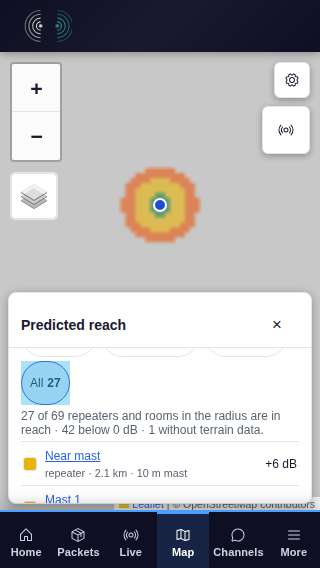 +
−
Predicted reach
×
All 27
27 of 69 repeaters and rooms in the radius are in
reach · 42 below 0 dB · 1 without terrain data.
Near mast
+6 dB
repeater · 2.1 km · 10 m mast
Mast 1
Leaflet | © OpenStreetMap contributors
Home Packets Live Map Channels More